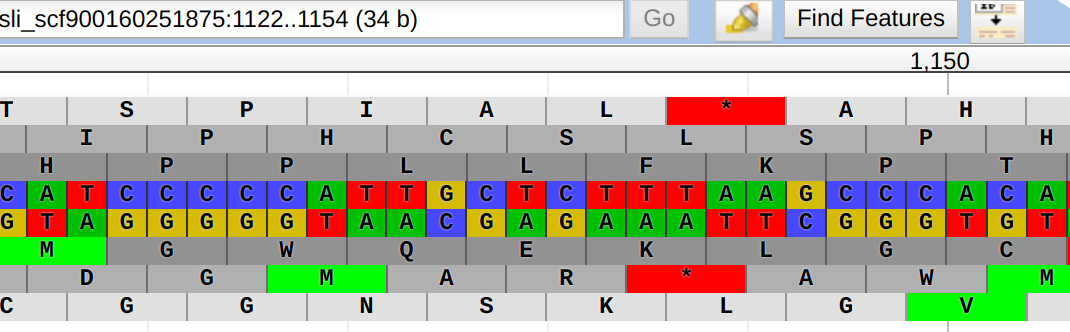 sli_scf900160251875:1122..1154 (34 b)
Go
Find Features
1,150
T S P I A L * A H
I P H C S L S P H
H P P L L F K P T
C A T C C C C C A T T G C T C T T T A A G C C C A C A
G T A G G G G G T A A C G A G A A A T T C G G G T G T
M G W Q E K L G C
D G M A R * A W M
C G G N S K L G V